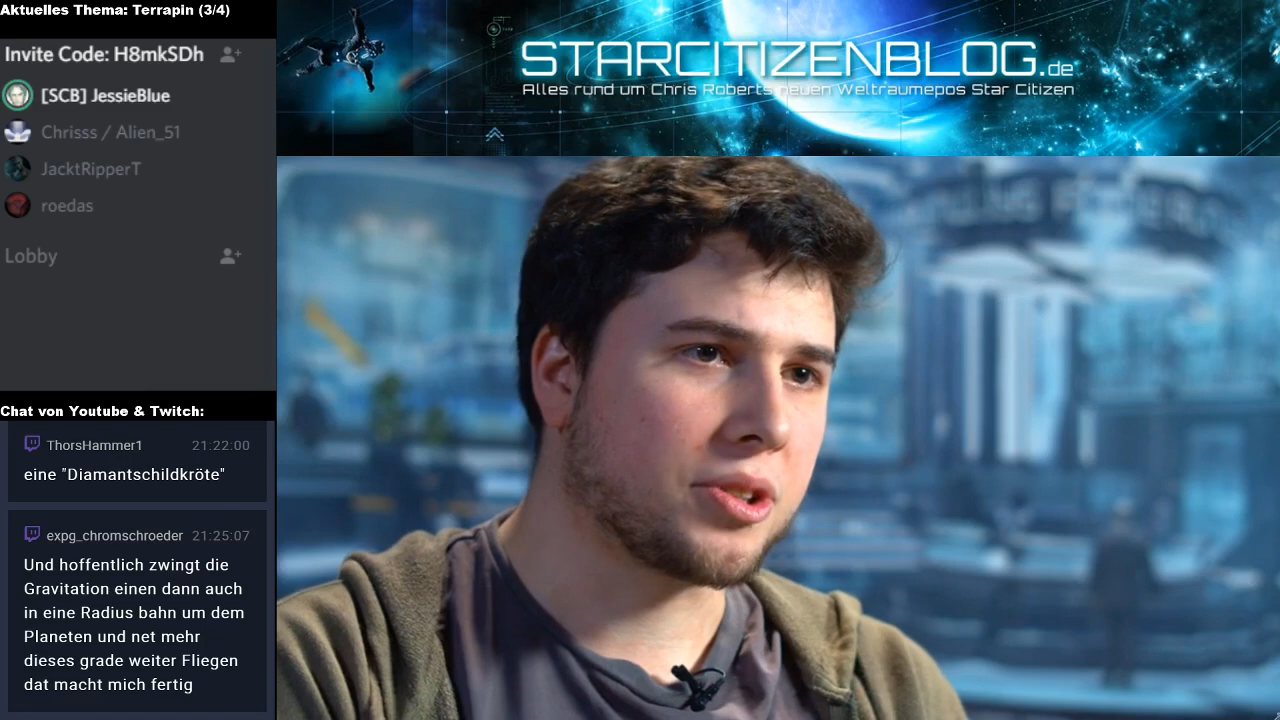 Aktuelles Thema: Terrapin (3/4)
Invite Code: H8mkSDh
[SCB] JessieBlue
Chrisss / Alien_51
JacktRipperT
roedas
Lobby
Chat von Youtube & Twitch:
ThorsHammer1 21:22:00
eine "Diamantschildkröte"
expg_chromschroeder 21:25:07
Und hoffentlich zwingt die
Gravitation einen dann auch
in eine Radius bahn um dem
Planeten und net mehr
dieses grade weiter Fliegen
dat macht mich fertig
STARCITIZENBLOG.de
Alles rund um Chris Roberts neuen Weltraumepos Star Citizen